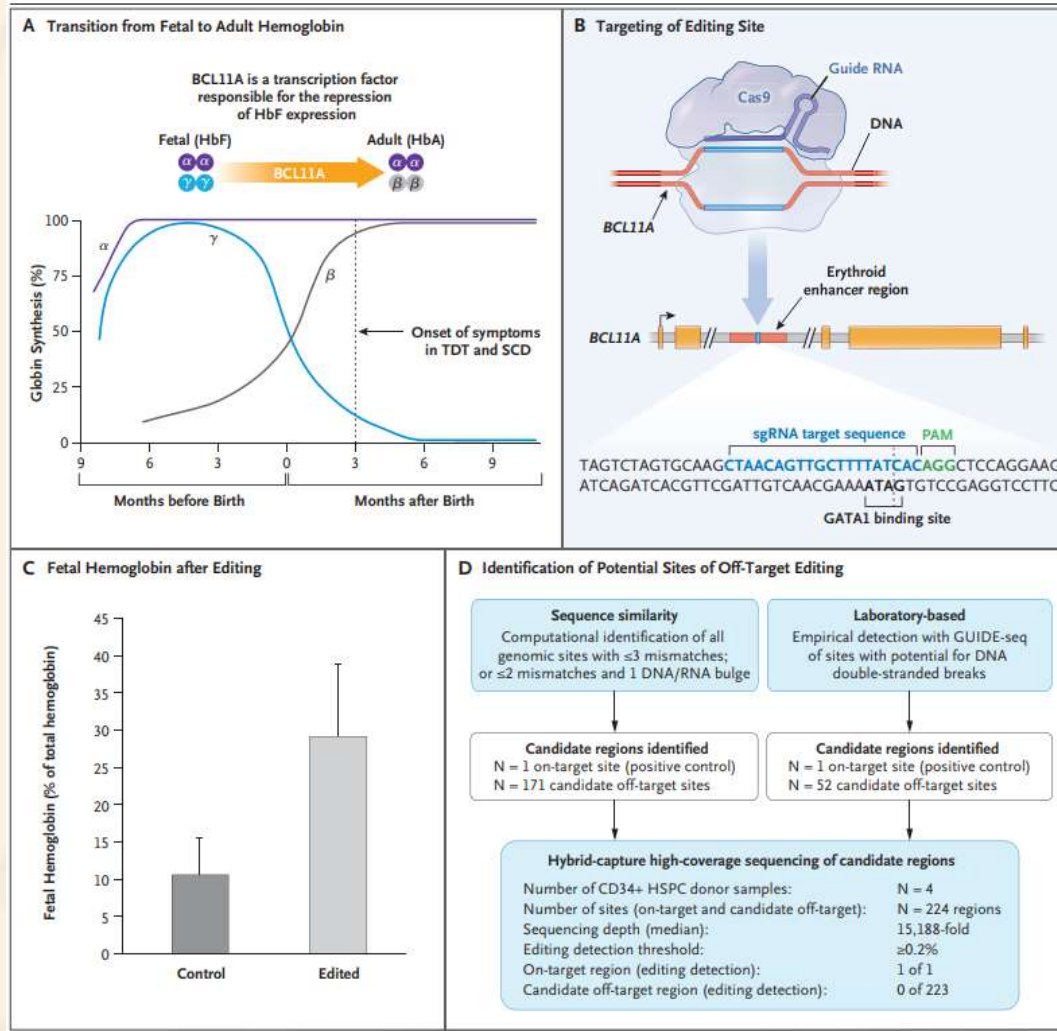 A Transition from Fetal to Adult Hemoglobin
BCL11A is a transcription factor
responsible for the repression
of HbF expression
Fetal (HbF)
Adult (HbA)
α α
γ γ
BCL11A
α α
β β
Globin Synthesis (%)
100
75
50
25
0
α
γ
β
Onset of symptoms
in TDT and SCD
9
6
3
0
3
6
9
Months before Birth
Months after Birth
B Targeting of Editing Site
Guide RNA
Cas9
DNA
BCL11A
Erythroid
enhancer region
BCL11A
sgRNA target sequence
PAM
TAGTCTAGTGCAAGCTAACAGTTGCTTTTATCACAGGCTCCAGGAAG
ATCAGATCACGTTCGATTGTCAACGAAAATAGTGTCCGAGGTCCTTC
GATA1 binding site
C Fetal Hemoglobin after Editing
Fetal Hemoglobin (% of total hemoglobin)
45
40
35
30
25
20
15
10
5
0
Control
Edited
D Identification of Potential Sites of Off-Target Editing
Sequence similarity
Computational identification of all
genomic sites with ≤3 mismatches;
or ≤2 mismatches and 1 DNA/RNA bulge
Laboratory-based
Empirical detection with GUIDE-seq
of sites with potential for DNA
double-stranded breaks
Candidate regions identified
N = 1 on-target site (positive control)
N = 171 candidate off-target sites
Candidate regions identified
N = 1 on-target site (positive control)
N = 52 candidate off-target sites
Hybrid-capture high-coverage sequencing of candidate regions
Number of CD34+ HSPC donor samples: N = 4
Number of sites (on-target and candidate off-target): N = 224 regions
Sequencing depth (median): 15,188-fold
Editing detection threshold: ≥0.2%
On-target region (editing detection): 1 of 1
Candidate off-target region (editing detection): 0 of 223